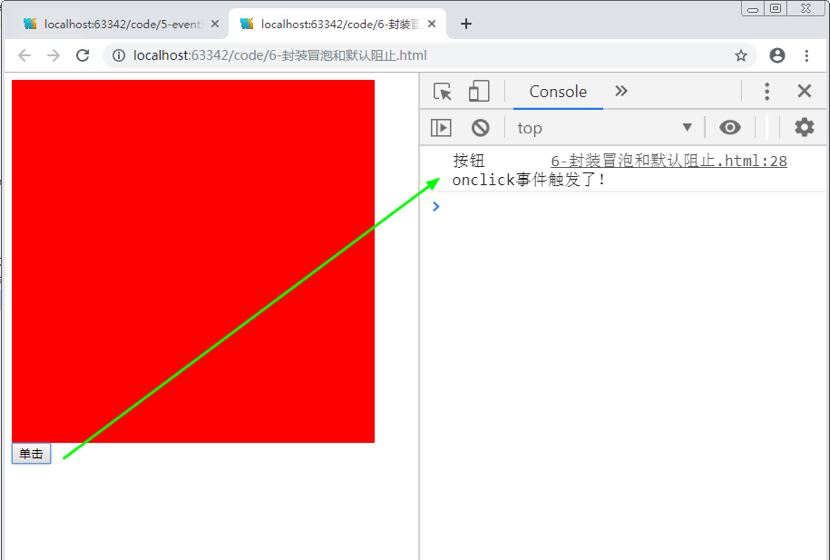 localhost:63342/code/5-event
localhost:63342/code/6-封装冒
localhost:63342/code/6-封装冒泡和默认阻止.html
Console
top
按钮 6-封装冒泡和默认阻止.html:28
onclick事件触发了!
单击